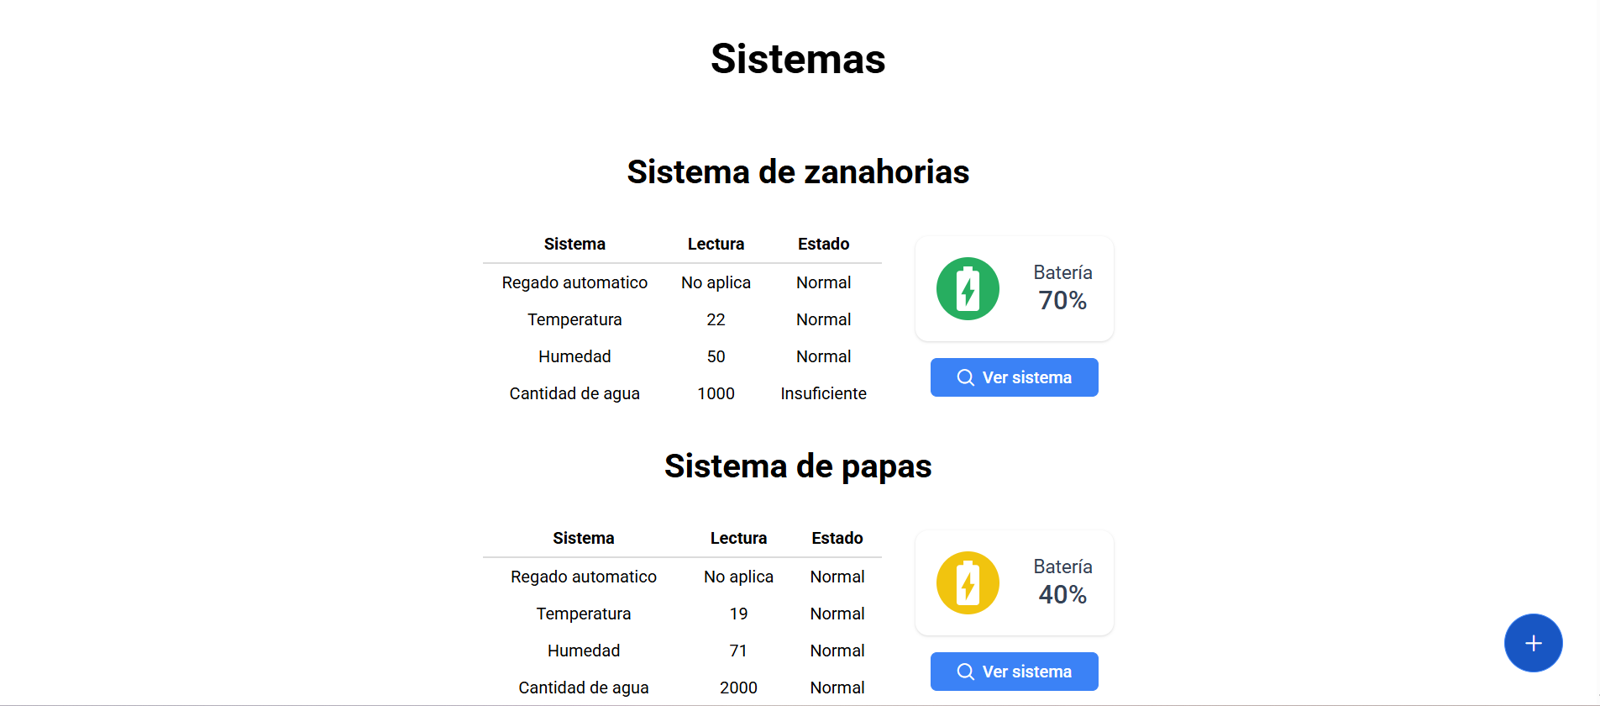 Sistemas
Sistema de zanahorias
Sistema Lectura Estado
Regado automatico No aplica Normal
Temperatura 22 Normal
Humedad 50 Normal
Cantidad de agua 1000 Insuficiente
Batería
70%
Ver sistema
Sistema de papas
Sistema Lectura Estado
Regado automatico No aplica Normal
Temperatura 19 Normal
Humedad 71 Normal
Cantidad de agua 2000 Normal
Batería
40%
Ver sistema
+